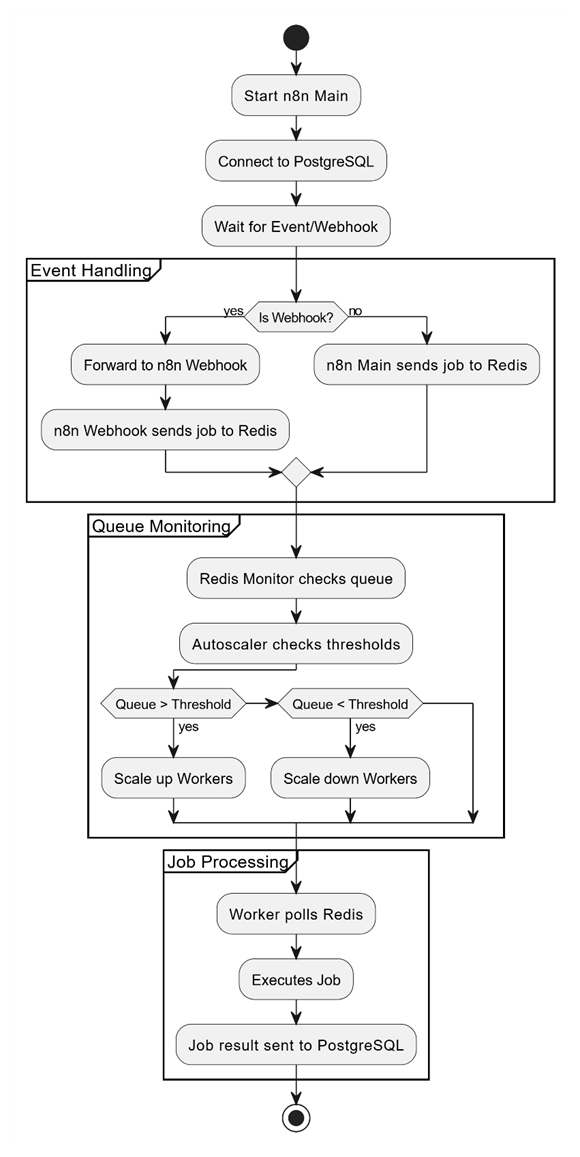 Start n8n Main
Connect to PostgreSQL
Wait for Event/Webhook
Event Handling
yes
Is Webhook?
no
Forward to n8n Webhook
n8n Main sends job to Redis
n8n Webhook sends job to Redis
Queue Monitoring
Redis Monitor checks queue
Autoscaler checks thresholds
Queue > Threshold
Queue < Threshold
yes
yes
Scale up Workers
Scale down Workers
Job Processing
Worker polls Redis
Executes Job
Job result sent to PostgreSQL